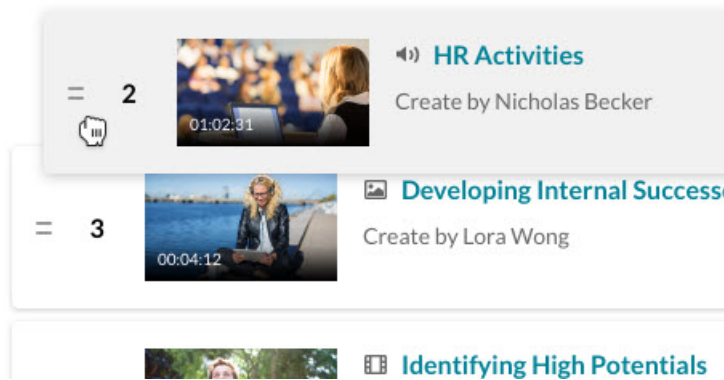 HR Activities
2
Create by Nicholas Becker
01:02:31
Developing Internal
3
Create by Lora Wong
00:04:12
Identifying High Potentials